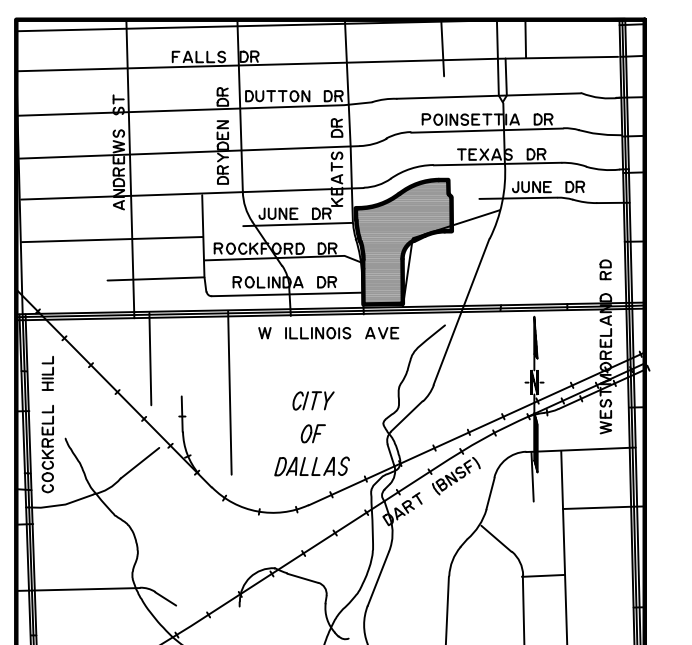 FALLS DR
DUTTON DR
POINSETTIA DR
TEXAS DR
JUNE DR
ANDREWS ST
DRYDEN DR
KEATS DR
JUNE DR
ROCKFORD DR
ROLINDA DR
W ILLINOIS AVE
WESTMORELAND RD
COCKRELL HILL
CITY
OF
DALLAS
N
DART (BNSF)